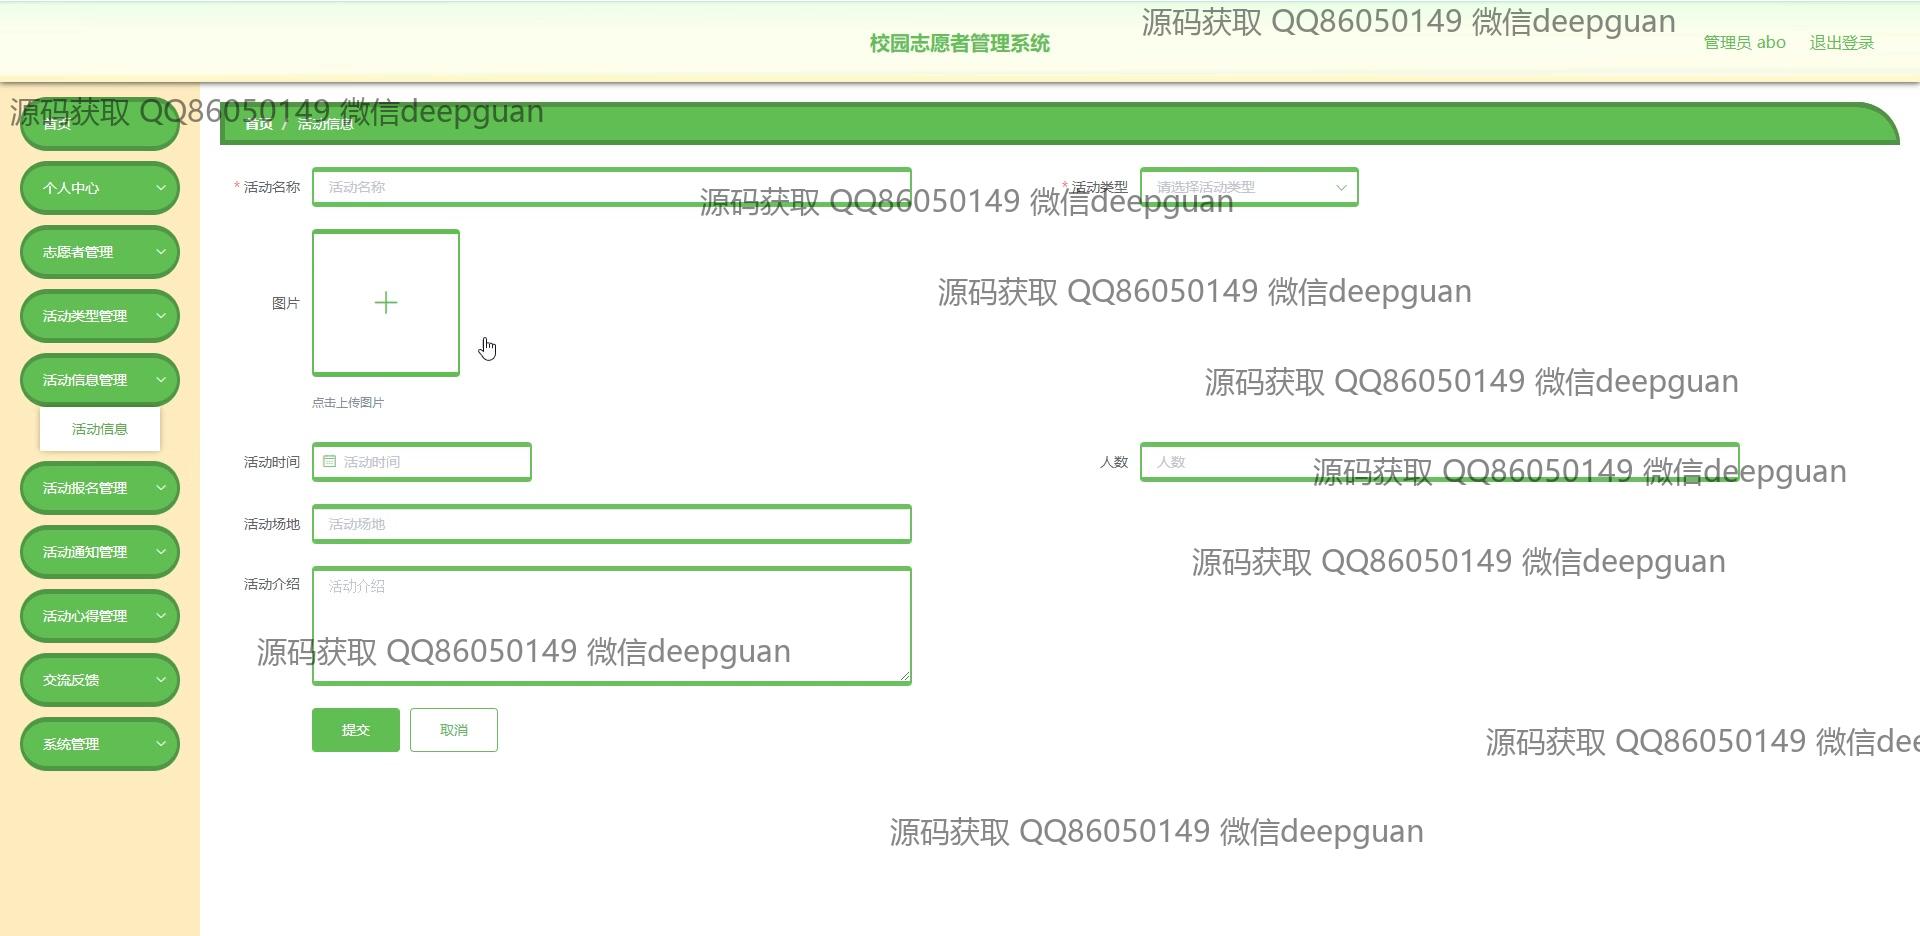 源码获取 QQ86050149 微信deepguan
校园志愿者管理系统
管理员 abo
退出登录
源码获取 QQ86050149 微信deepguan
首页
首页 / 活动信息
* 活动名称
活动名称
* 活动类型
请选择活动类型
源码获取 QQ86050149 微信deepguan
个人中心
志愿者管理
源码获取 QQ86050149 微信deepguan
图片
活动类型管理
源码获取 QQ86050149 微信deepguan
活动信息管理
点击上传图片
活动信息
活动时间
活动时间
人数
人数
源码获取 QQ86050149 微信deepguan
活动报名管理
活动场地
活动场地
活动通知管理
源码获取 QQ86050149 微信deepguan
活动介绍
活动介绍
活动心得管理
源码获取 QQ86050149 微信deepguan
交流反馈
提交
取消
系统管理
源码获取 QQ86050149 微信dee
源码获取 QQ86050149 微信deepguan